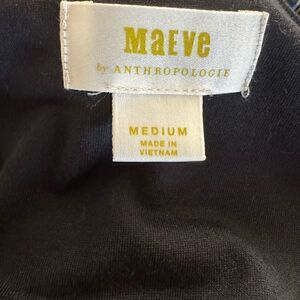 MaEVe
by ANTHROPOLOGIE
MEDIUM
MADE IN
VIETNAM